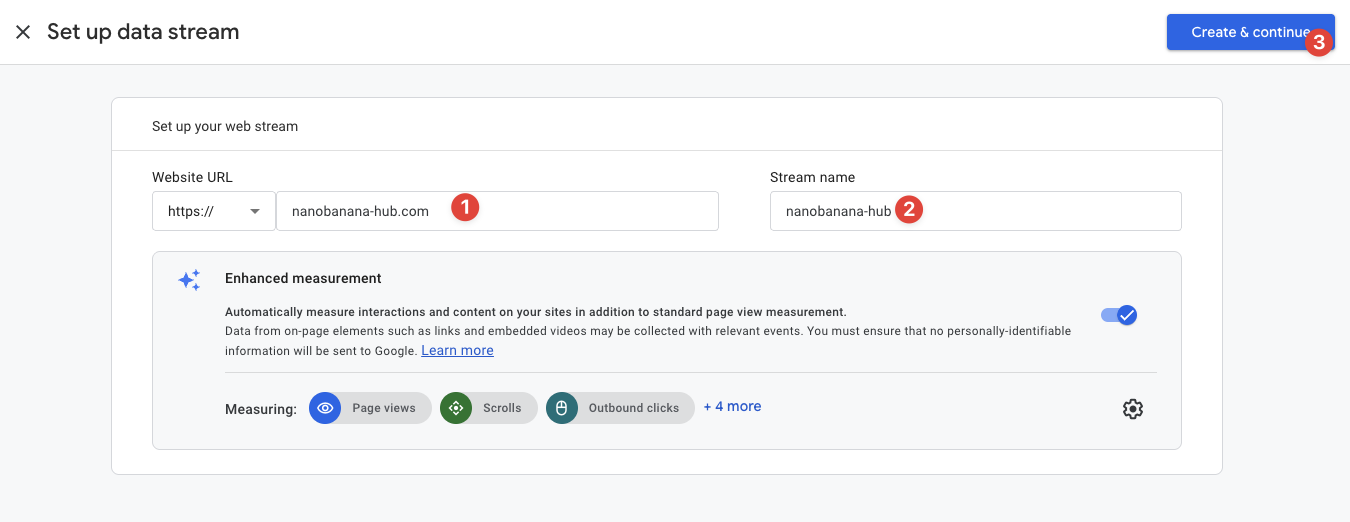 Set up data stream
Create & continue
3
Set up your web stream
Website URL
Stream name
https://
nanobanana-hub.com
1
nanobanana-hub
2
Enhanced measurement
Automatically measure interactions and content on your sites in addition to standard page view measurement.
Data from on-page elements such as links and embedded videos may be collected with relevant events. You must ensure that no personally-identifiable
information will be sent to Google. Learn more
Measuring:
Page views
Scrolls
Outbound clicks
+ 4 more